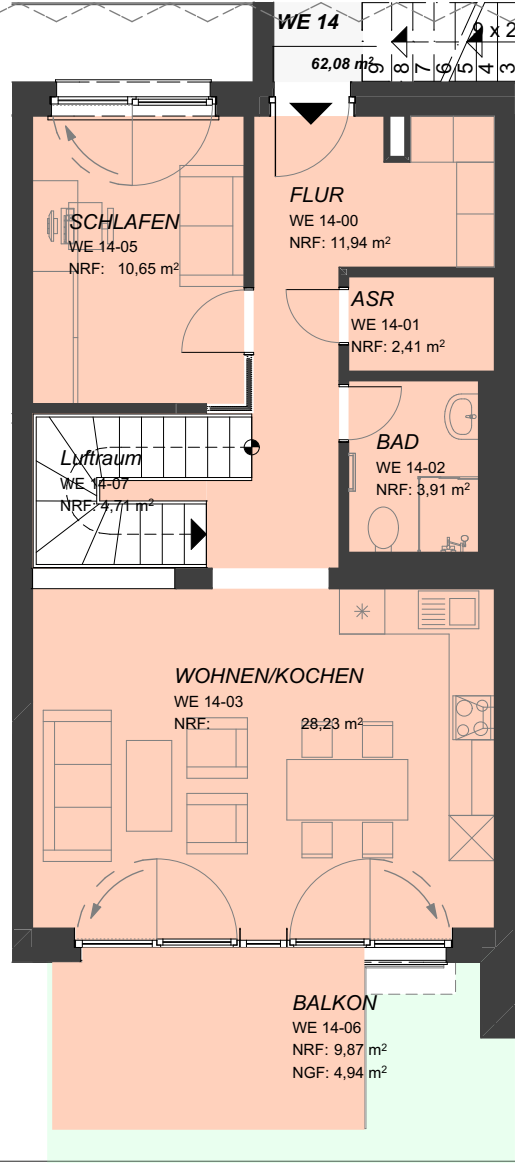 WE 14
62,08 m²
9 x 2
9 8 7 6 5 4 3
FLUR
WE 14-00
NRF: 11,94 m²
SCHLAFEN
WE 14-05
NRF: 10,65 m²
ASR
WE 14-01
NRF: 2,41 m²
BAD
WE 14-02
NRF: 3,91 m²
Luftraum
WE 14-07
NRF: 4,71 m²
WOHNEN/KOCHEN
WE 14-03
NRF: 28,23 m²
BALKON
WE 14-06
NRF: 9,87 m²
NGF: 4,94 m²